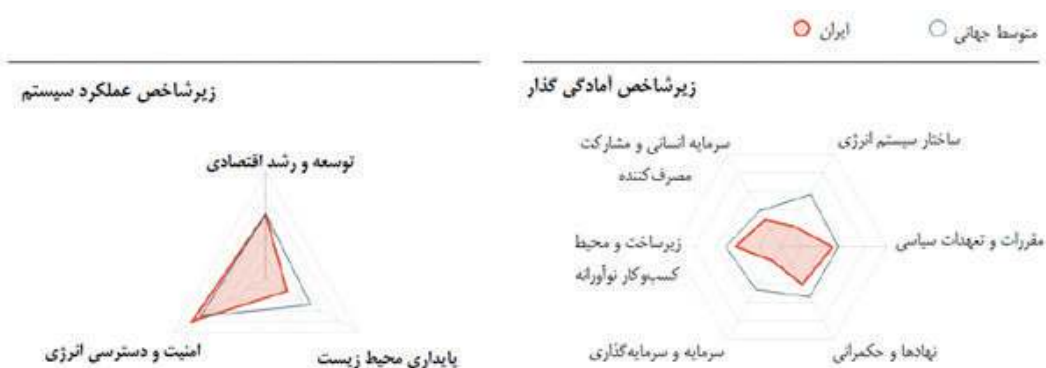 ایران
متوسط جهانی
زیرشاخص آمادگی گذار
ساختار سیستم انرژی
سرمایه انسانی و مشارکت
مصرف‌کننده
مقررات و تعهدات سیاسی
زیرساخت و محیط
کسب‌وکار نوآورانه
نهادها و حکمرانی
سرمایه و سرمایه‌گذاری
زیرشاخص عملکرد سیستم
توسعه و رشد اقتصادی
پایداری محیط زیست
امنیت و دسترسی انرژی